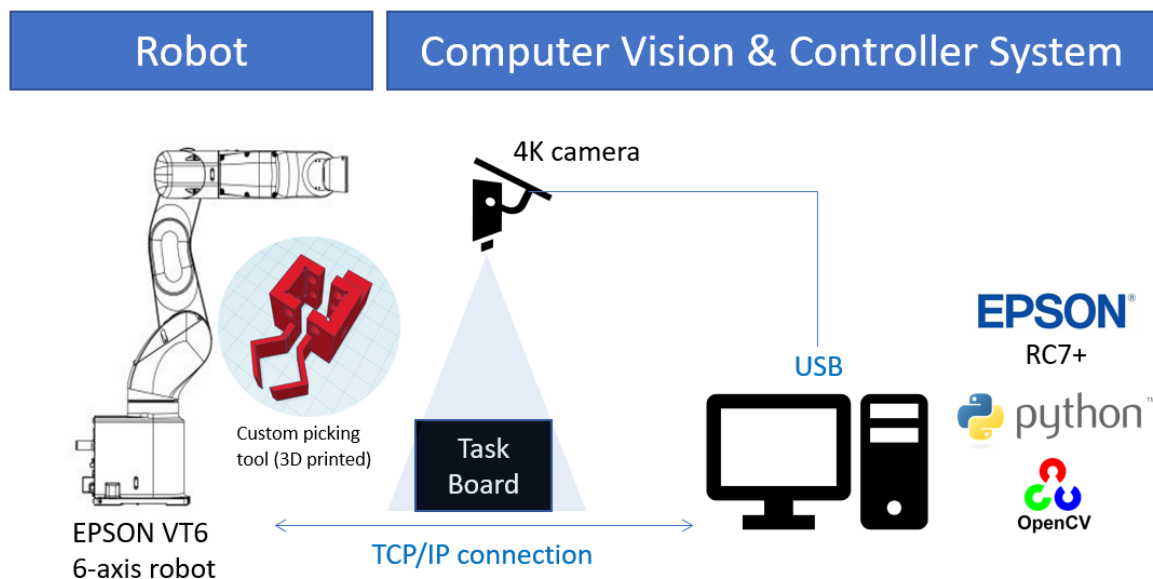 Robot
Computer Vision & Controller System
4K camera
Custom picking
tool (3D printed)
Task
Board
USB
EPSON®
RC7+
python™
OpenCV
EPSON VT6
6-axis robot
TCP/IP connection